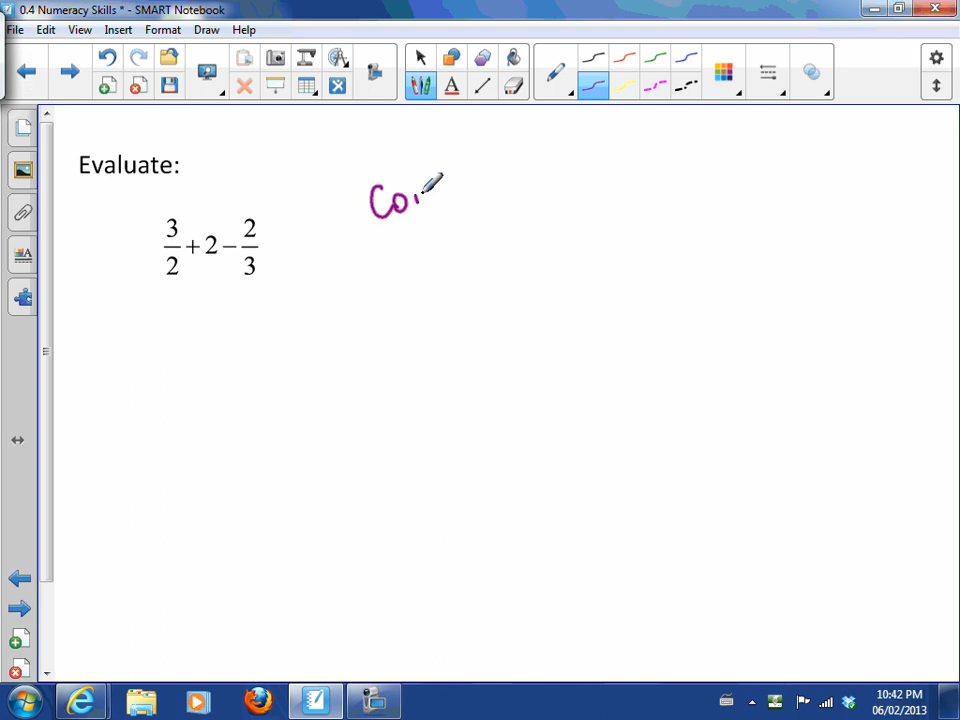 0.4 Numeracy Skills * - SMART Notebook
File Edit View Insert Format Draw Help
Evaluate:
3/2 + 2 − 2/3
10:42 PM
06/02/2013